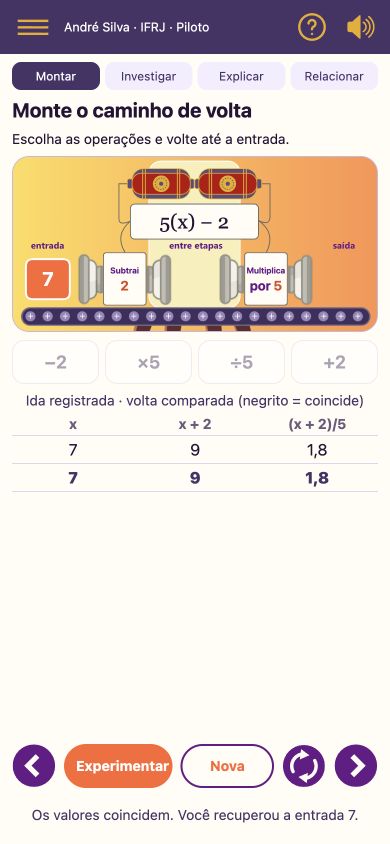 André Silva · IFRJ · Piloto
?
Montar
Investigar
Explicar
Relacionar
Monte o caminho de volta
Escolha as operações e volte até a entrada.
5(x) − 2
entrada
entre etapas
saída
7
Subtrai
2
Multiplica
por 5
−2
×5
÷5
+2
Ida registrada · volta comparada (negrito = coincide)
x x + 2 (x + 2)/5
7 9 1,8
7 9 1,8
Experimentar
Nova
Os valores coincidem. Você recuperou a entrada 7.